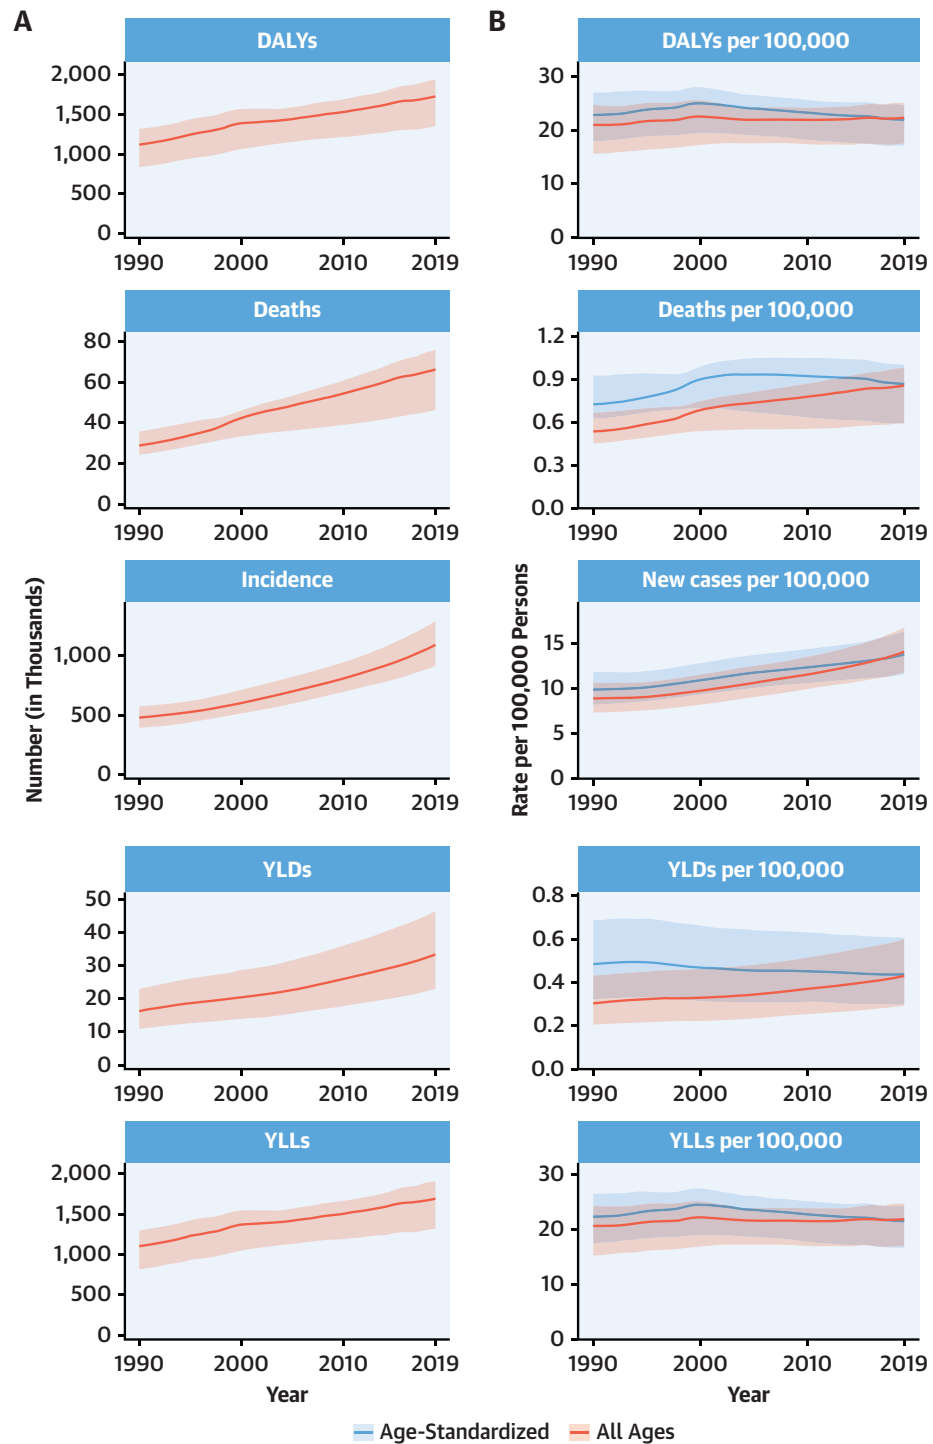 A
DALYs
2,000
1,500
1,000
500
0
1990 2000 2010 2019
Deaths
80
60
40
20
0
1990 2000 2010 2019
Number (in Thousands)
Incidence
1,000
500
0
1990 2000 2010 2019
YLDs
50
40
30
20
10
0
1990 2000 2010 2019
YLLs
2,000
1,500
1,000
500
0
1990 2000 2010 2019
Year
B
DALYs per 100,000
30
20
10
0
1990 2000 2010 2019
Deaths per 100,000
1.2
0.9
0.6
0.3
0.0
1990 2000 2010 2019
Rate per 100,000 Persons
New cases per 100,000
15
10
5
0
1990 2000 2010 2019
YLDs per 100,000
0.8
0.6
0.4
0.2
0.0
1990 2000 2010 2019
YLLs per 100,000
30
20
10
0
1990 2000 2010 2019
Year
Age-Standardized All Ages